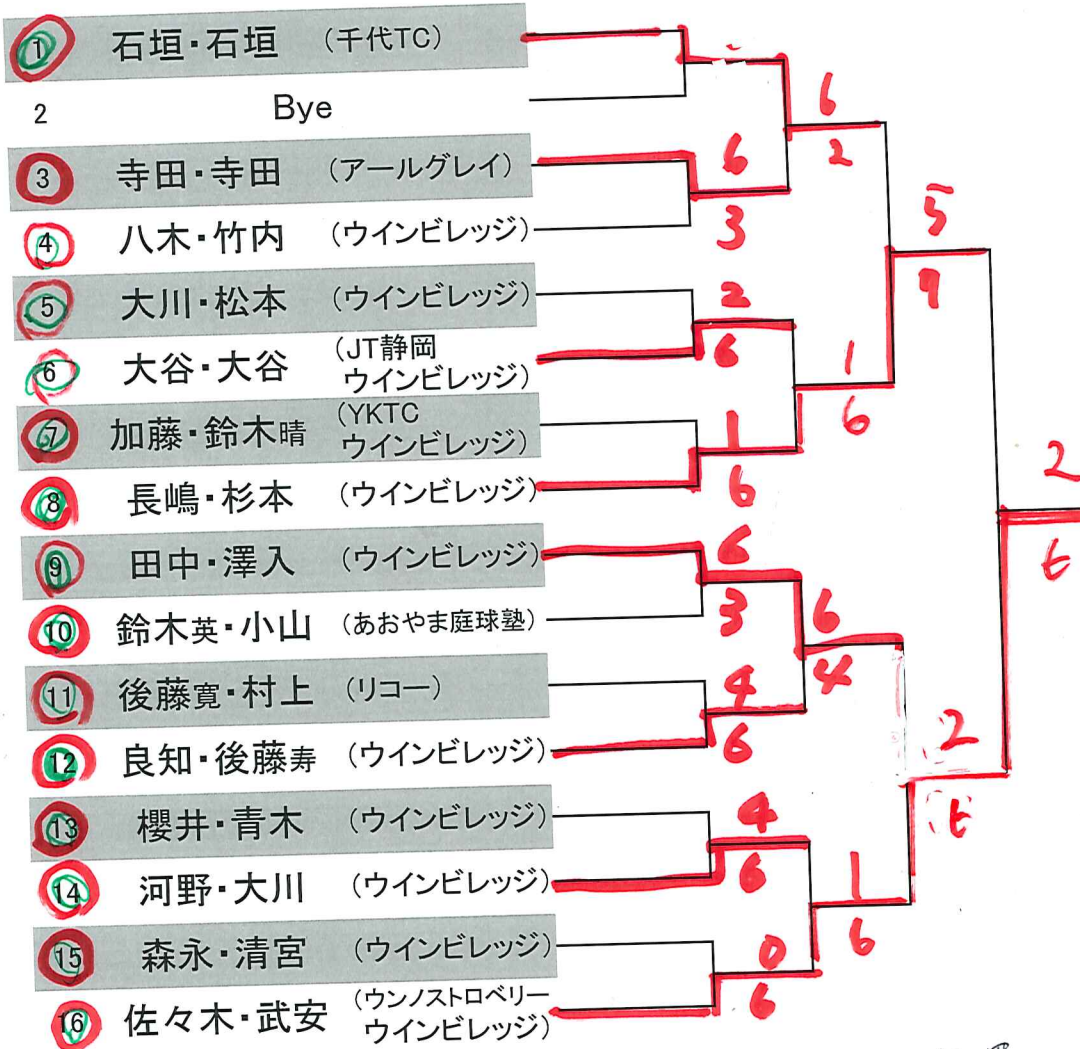 1 石垣・石垣 (千代TC)
2 Bye
3 寺田・寺田 (アールグレイ)
4 八木・竹内 (ウインビレッジ)
5 大川・松本 (ウインビレッジ)
6 大谷・大谷 (JT静岡
ウインビレッジ)
7 加藤・鈴木晴 (YKTC
ウインビレッジ)
8 長嶋・杉本 (ウインビレッジ)
9 田中・澤入 (ウインビレッジ)
10 鈴木英・小山 (あおやま庭球塾)
11 後藤寛・村上 (リコー)
12 良知・後藤寿 (ウインビレッジ)
13 櫻井・青木 (ウインビレッジ)
14 河野・大川 (ウインビレッジ)
15 森永・清宮 (ウインビレッジ)
16 佐々木・武安 (ウンノストロベリー
ウインビレッジ)
6
3
2
6
1
6
6
3
4
6
4
6
0
6
6
2
1
6
6
4
1
6
5
7
2
6
2
6